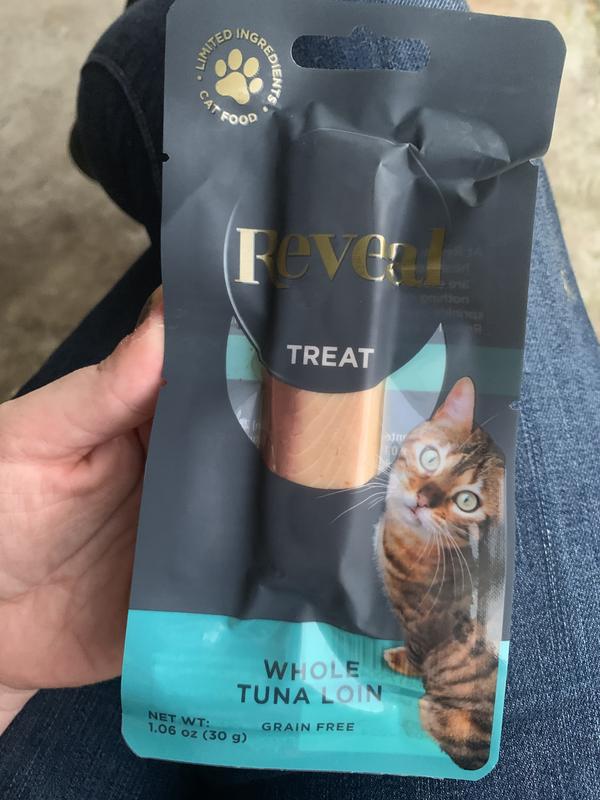 • LIMITED INGREDIENTS •
CAT FOOD
Reveal
TREAT
WHOLE
TUNA LOIN
GRAIN FREE
NET WT:
1.06 oz (30 g)